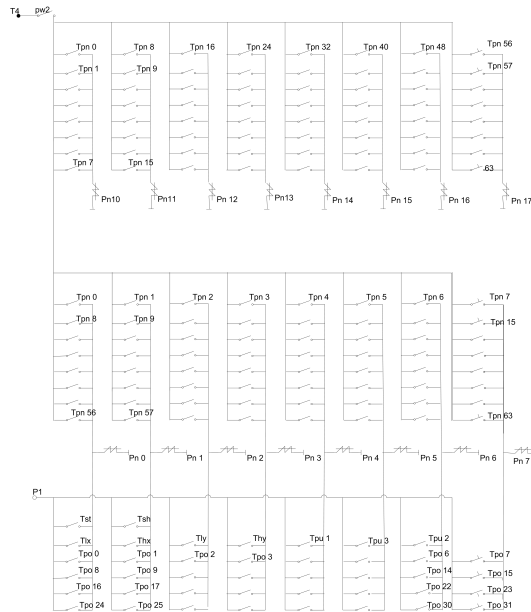 T4 pw2
Tpn 0 Tpn 8 Tpn 16 Tpn 24 Tpn 32 Tpn 40 Tpn 48 Tpn 56
Tpn 1 Tpn 9 Tpn 57
Tpn 7 Tpn 15 63
Pn10 Pn11 Pn 12 Pn13 Pn 14 Pn 15 Pn 16 Pn 17
Tpn 0 Tpn 1 Tpn 2 Tpn 3 Tpn 4 Tpn 5 Tpn 6 Tpn 7
Tpn 8 Tpn 9 Tpn 15
Tpn 56 Tpn 57 Tpn 63
Pn 0 Pn 1 Pn 2 Pn 3 Pn 4 Pn 5 Pn 6 Pn 7
P1
Tst Tsh
Tlx Thx Tly Thy Tpu 1 Tpu 3 Tpu 2
Tpo 0 Tpo 1 Tpo 2 Tpo 3 Tpo 6 Tpo 7
Tpo 8 Tpo 9 Tpo 14 Tpo 15
Tpo 16 Tpo 17 Tpo 22 Tpo 23
Tpo 24 Tpo 25 Tpo 30 Tpo 31